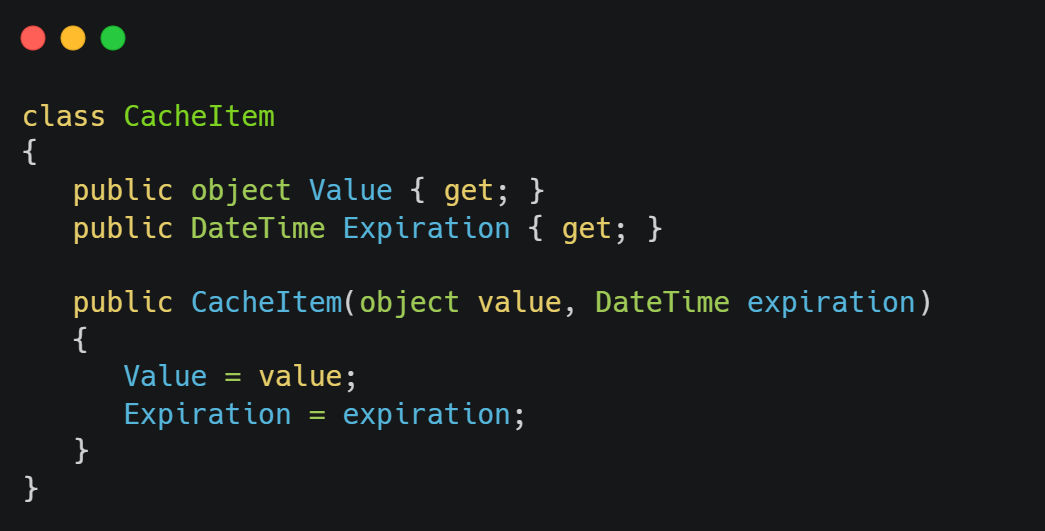 class CacheItem
{
   public object Value { get; }
   public DateTime Expiration { get; }

   public CacheItem(object value, DateTime expiration)
   {
      Value = value;
      Expiration = expiration;
   }
}